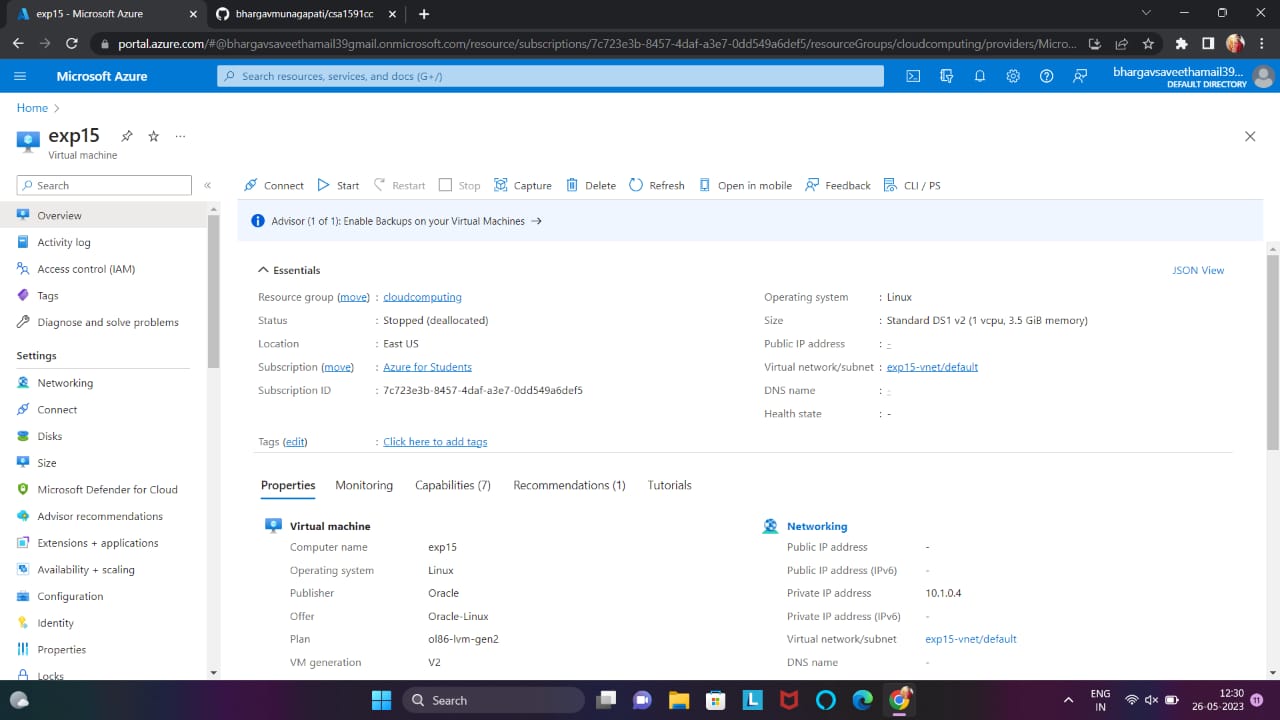 exp15 - Microsoft Azure
bhargavmunagapati/csa1591cc
portal.azure.com/#@bhargavsaveethamail39gmail.onmicrosoft.com/resource/subscriptions/7c723e3b-8457-4daf-a3e7-0dd549a6def5/resourceGroups/cloudcomputing/providers/Micro...
Microsoft Azure
Search resources, services, and docs (G+/)
bhargavsaveethamail39...
DEFAULT DIRECTORY
Home
exp15
Virtual machine
Search
Connect Start Restart Stop Capture Delete Refresh Open in mobile Feedback CLI / PS
Overview
Activity log
Access control (IAM)
Tags
Diagnose and solve problems
Settings
Networking
Connect
Disks
Size
Microsoft Defender for Cloud
Advisor recommendations
Extensions + applications
Availability + scaling
Configuration
Identity
Properties
Locks
Advisor (1 of 1): Enable Backups on your Virtual Machines →
Essentials
JSON View
Resource group (move) : cloudcomputing
Status : Stopped (deallocated)
Location : East US
Subscription (move) : Azure for Students
Subscription ID : 7c723e3b-8457-4daf-a3e7-0dd549a6def5
Operating system : Linux
Size : Standard DS1 v2 (1 vcpu, 3.5 GiB memory)
Public IP address : -
Virtual network/subnet : exp15-vnet/default
DNS name : -
Health state : -
Tags (edit) : Click here to add tags
Properties Monitoring Capabilities (7) Recommendations (1) Tutorials
Virtual machine
Computer name exp15
Operating system Linux
Publisher Oracle
Offer Oracle-Linux
Plan ol86-lvm-gen2
VM generation V2
Networking
Public IP address -
Public IP address (IPv6) -
Private IP address 10.1.0.4
Private IP address (IPv6) -
Virtual network/subnet exp15-vnet/default
DNS name -
Search
ENG
IN
12:30
26-05-2023
11